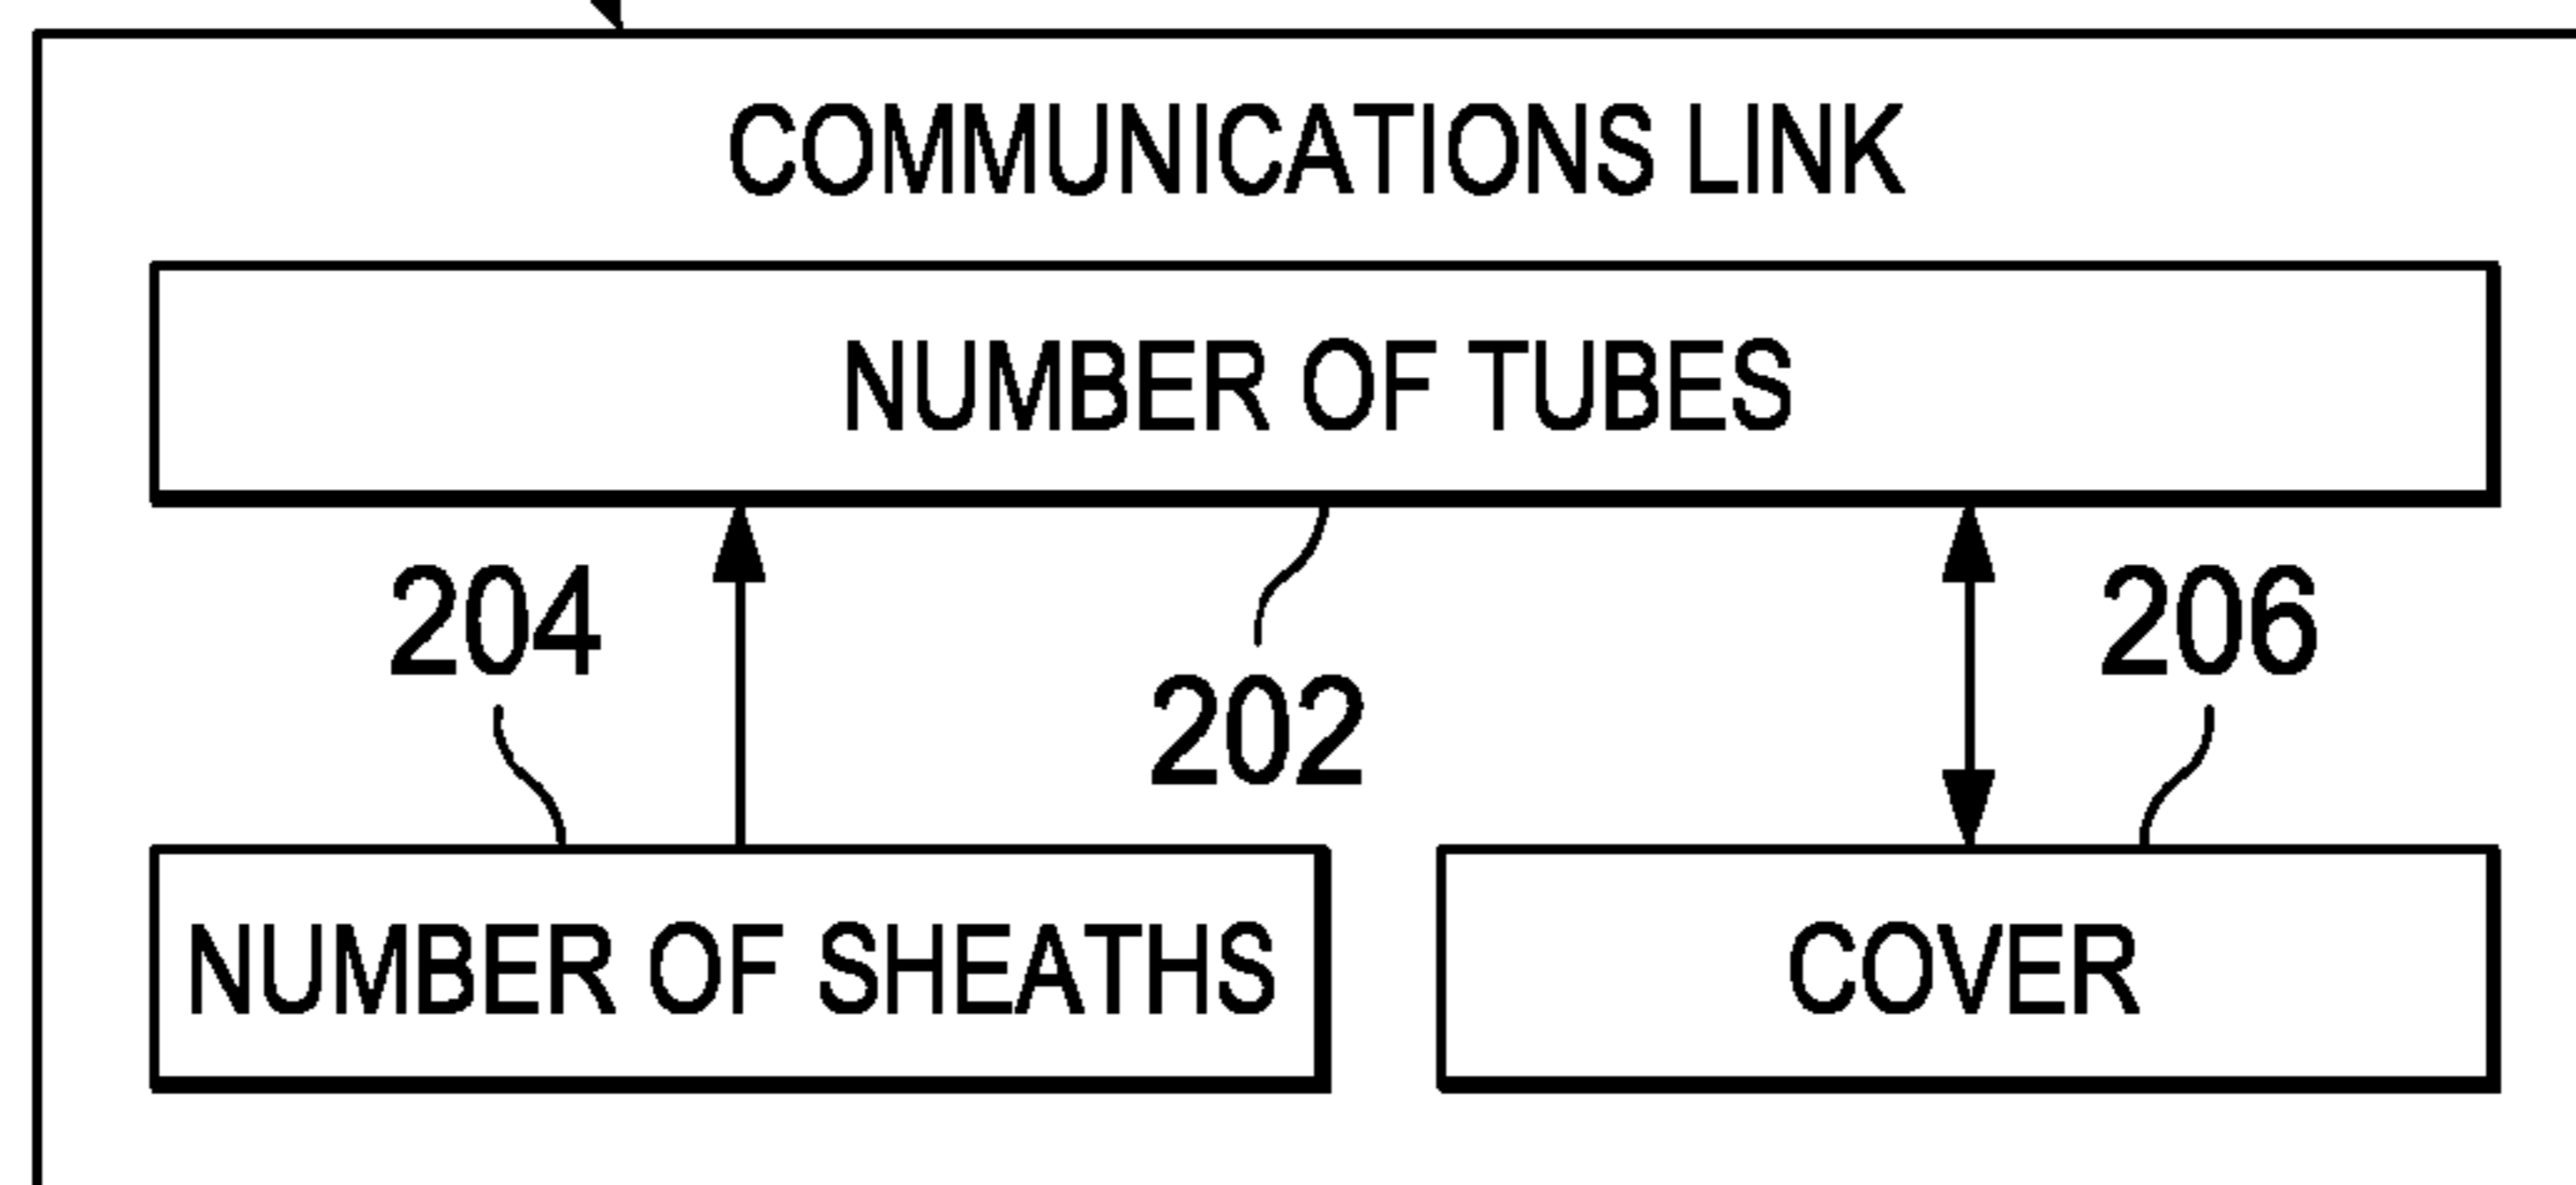 COMMUNICATIONS LINK
NUMBER OF TUBES
204
206
202
NUMBER OF SHEATHS
COVER